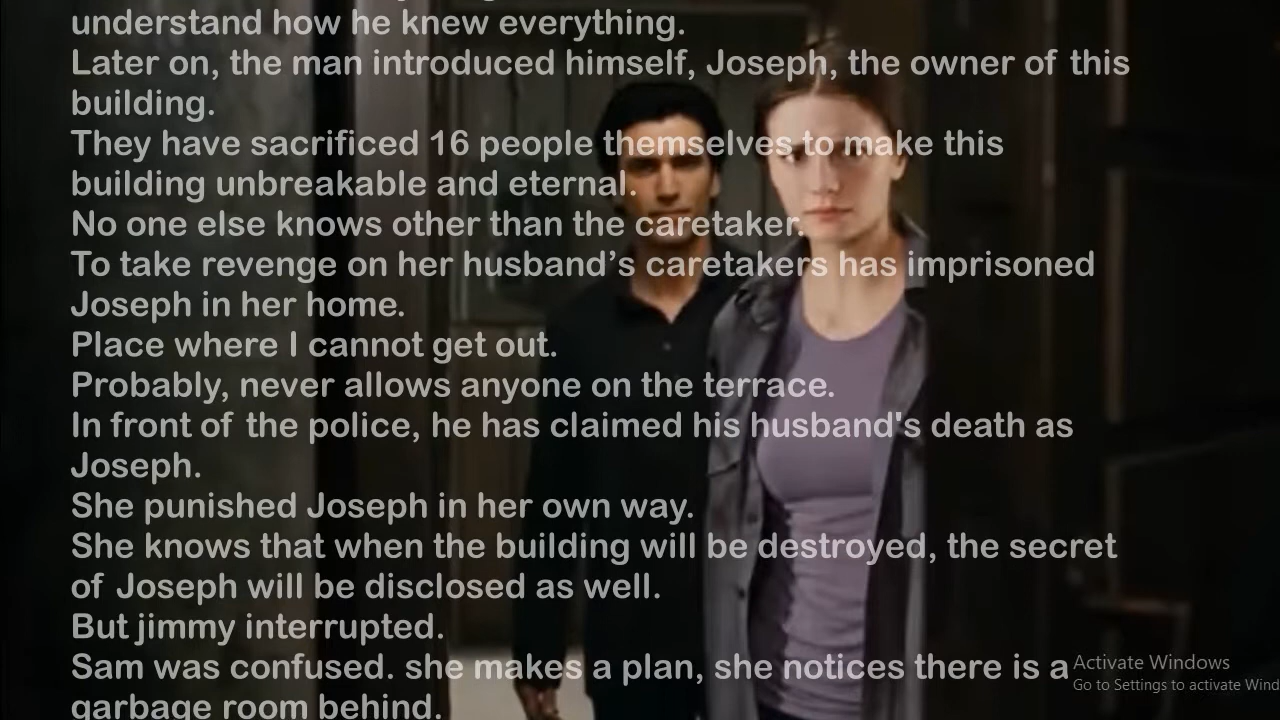 understand how he knew everything.
Later on, the man introduced himself, Joseph, the owner of this
building.
They have sacrificed 16 people themselves to make this
building unbreakable and eternal.
No one else knows other than the caretaker.
To take revenge on her husband’s caretakers has imprisoned
Joseph in her home.
Place where I cannot get out.
Probably, never allows anyone on the terrace.
In front of the police, he has claimed his husband's death as
Joseph.
She punished Joseph in her own way.
She knows that when the building will be destroyed, the secret
of Joseph will be disclosed as well.
But jimmy interrupted.
Sam was confused. she makes a plan, she notices there is a
garbage room behind.
Activate Windows
Go to Settings to activate Wind